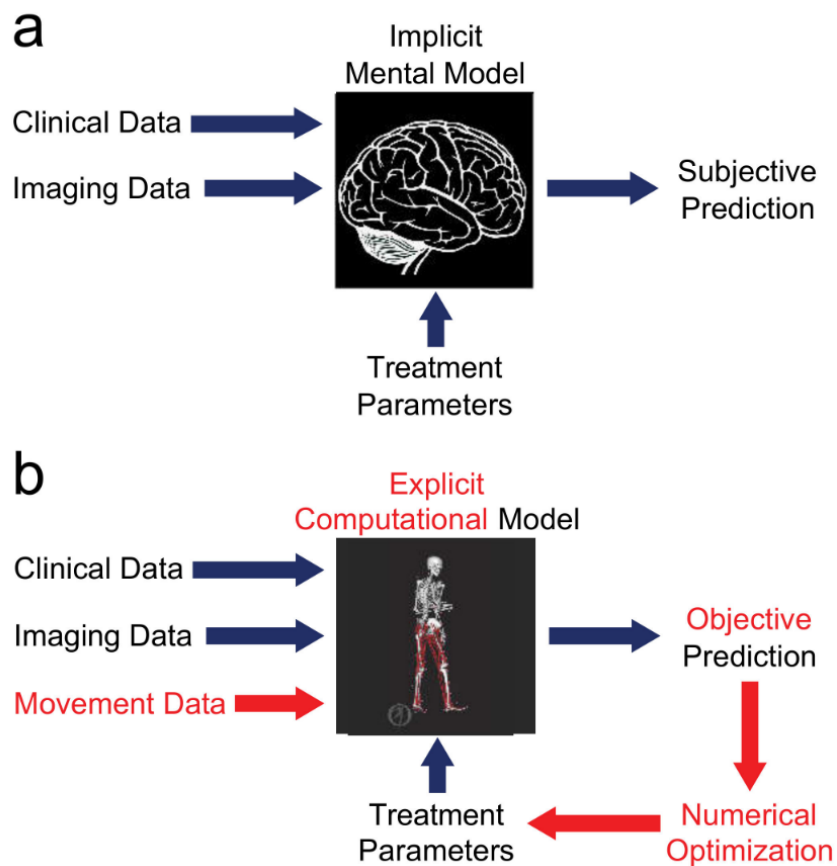 a
Implicit
Mental Model
Clinical Data
Imaging Data
Subjective
Prediction
Treatment
Parameters
b
Explicit
Computational Model
Clinical Data
Imaging Data
Movement Data
Objective
Prediction
Treatment
Parameters
Numerical
Optimization